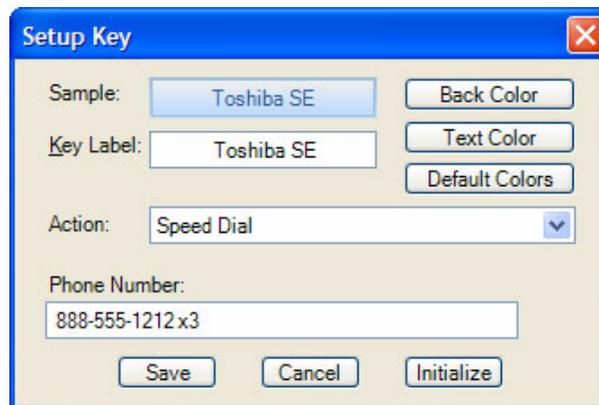 Setup Key
Sample: Toshiba SE Back Color
Key Label: Toshiba SE Text Color
Default Colors
Action: Speed Dial
Phone Number:
888-555-1212 x3
Save Cancel Initialize